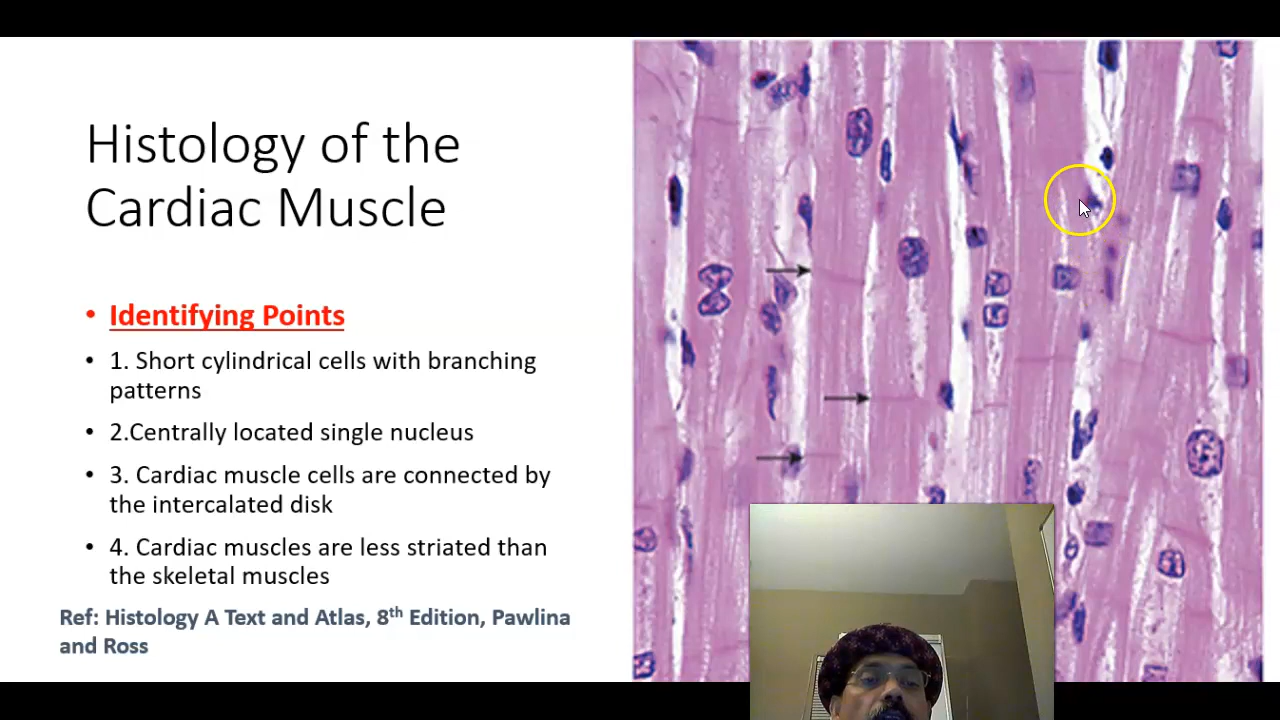 Histology of the
Cardiac Muscle
• Identifying Points
• 1. Short cylindrical cells with branching
patterns
• 2.Centrally located single nucleus
• 3. Cardiac muscle cells are connected by
the intercalated disk
• 4. Cardiac muscles are less striated than
the skeletal muscles
Ref: Histology A Text and Atlas, 8th Edition, Pawlina
and Ross